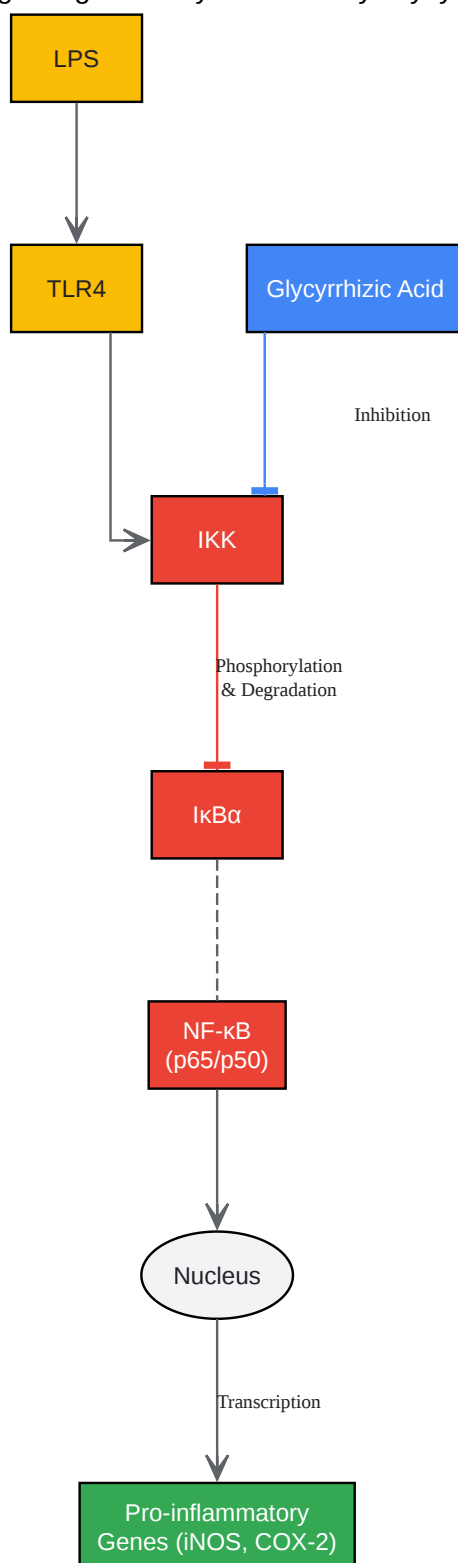 LPS
TLR4
Glycyrrhizic Acid
Inhibition
IKK
Phosphorylation
& Degradation
IκBα
NF-κB
(p65/p50)
Nucleus
Transcription
Pro-inflammatory
Genes (iNOS, COX-2)